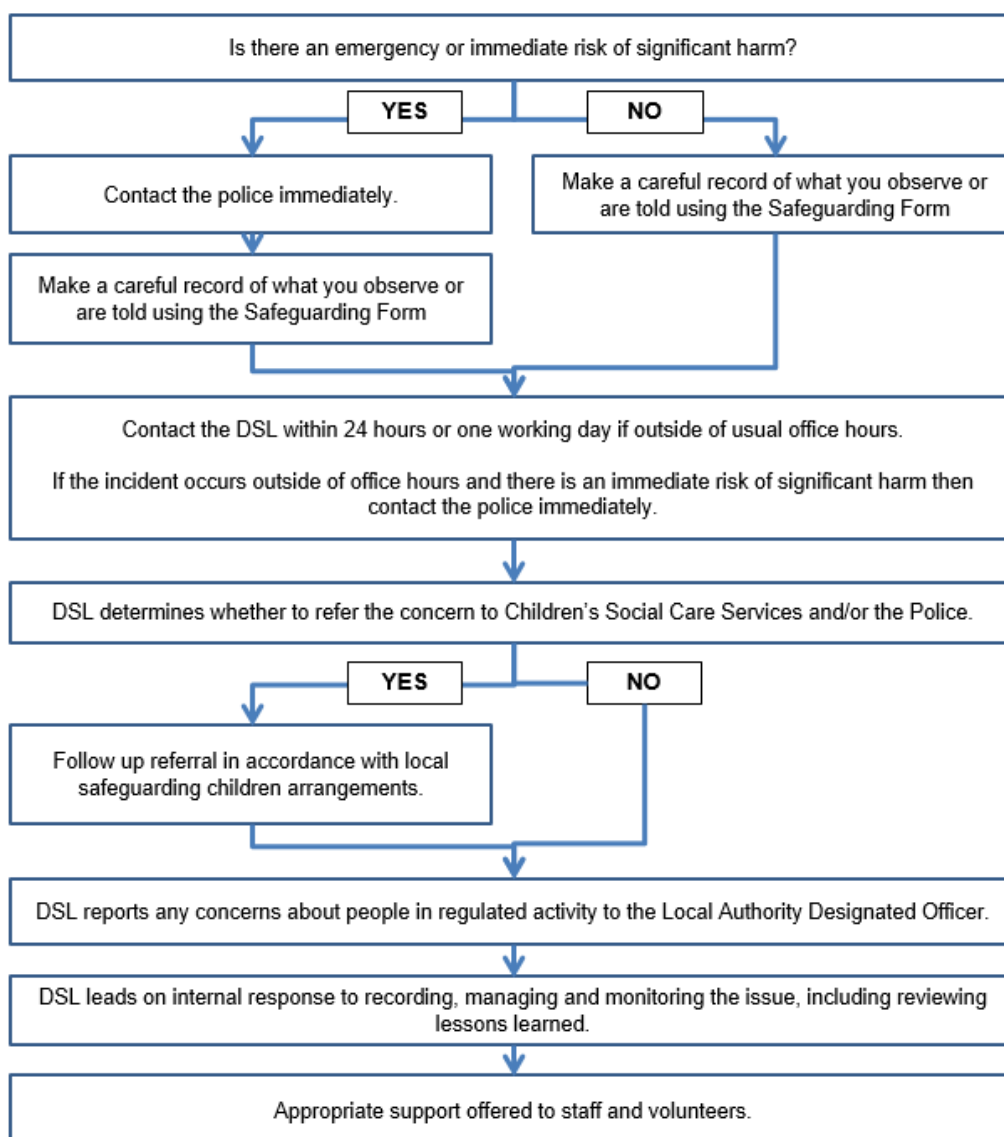 Is there an emergency or immediate risk of significant harm?
YES
NO
Contact the police immediately.
Make a careful record of what you observe or
are told using the Safeguarding Form
Make a careful record of what you observe or
are told using the Safeguarding Form
Contact the DSL within 24 hours or one working day if outside of usual office hours.
If the incident occurs outside of office hours and there is an immediate risk of significant harm then
contact the police immediately.
DSL determines whether to refer the concern to Children’s Social Care Services and/or the Police.
YES
NO
Follow up referral in accordance with local
safeguarding children arrangements.
DSL reports any concerns about people in regulated activity to the Local Authority Designated Officer.
DSL leads on internal response to recording, managing and monitoring the issue, including reviewing
lessons learned.
Appropriate support offered to staff and volunteers.